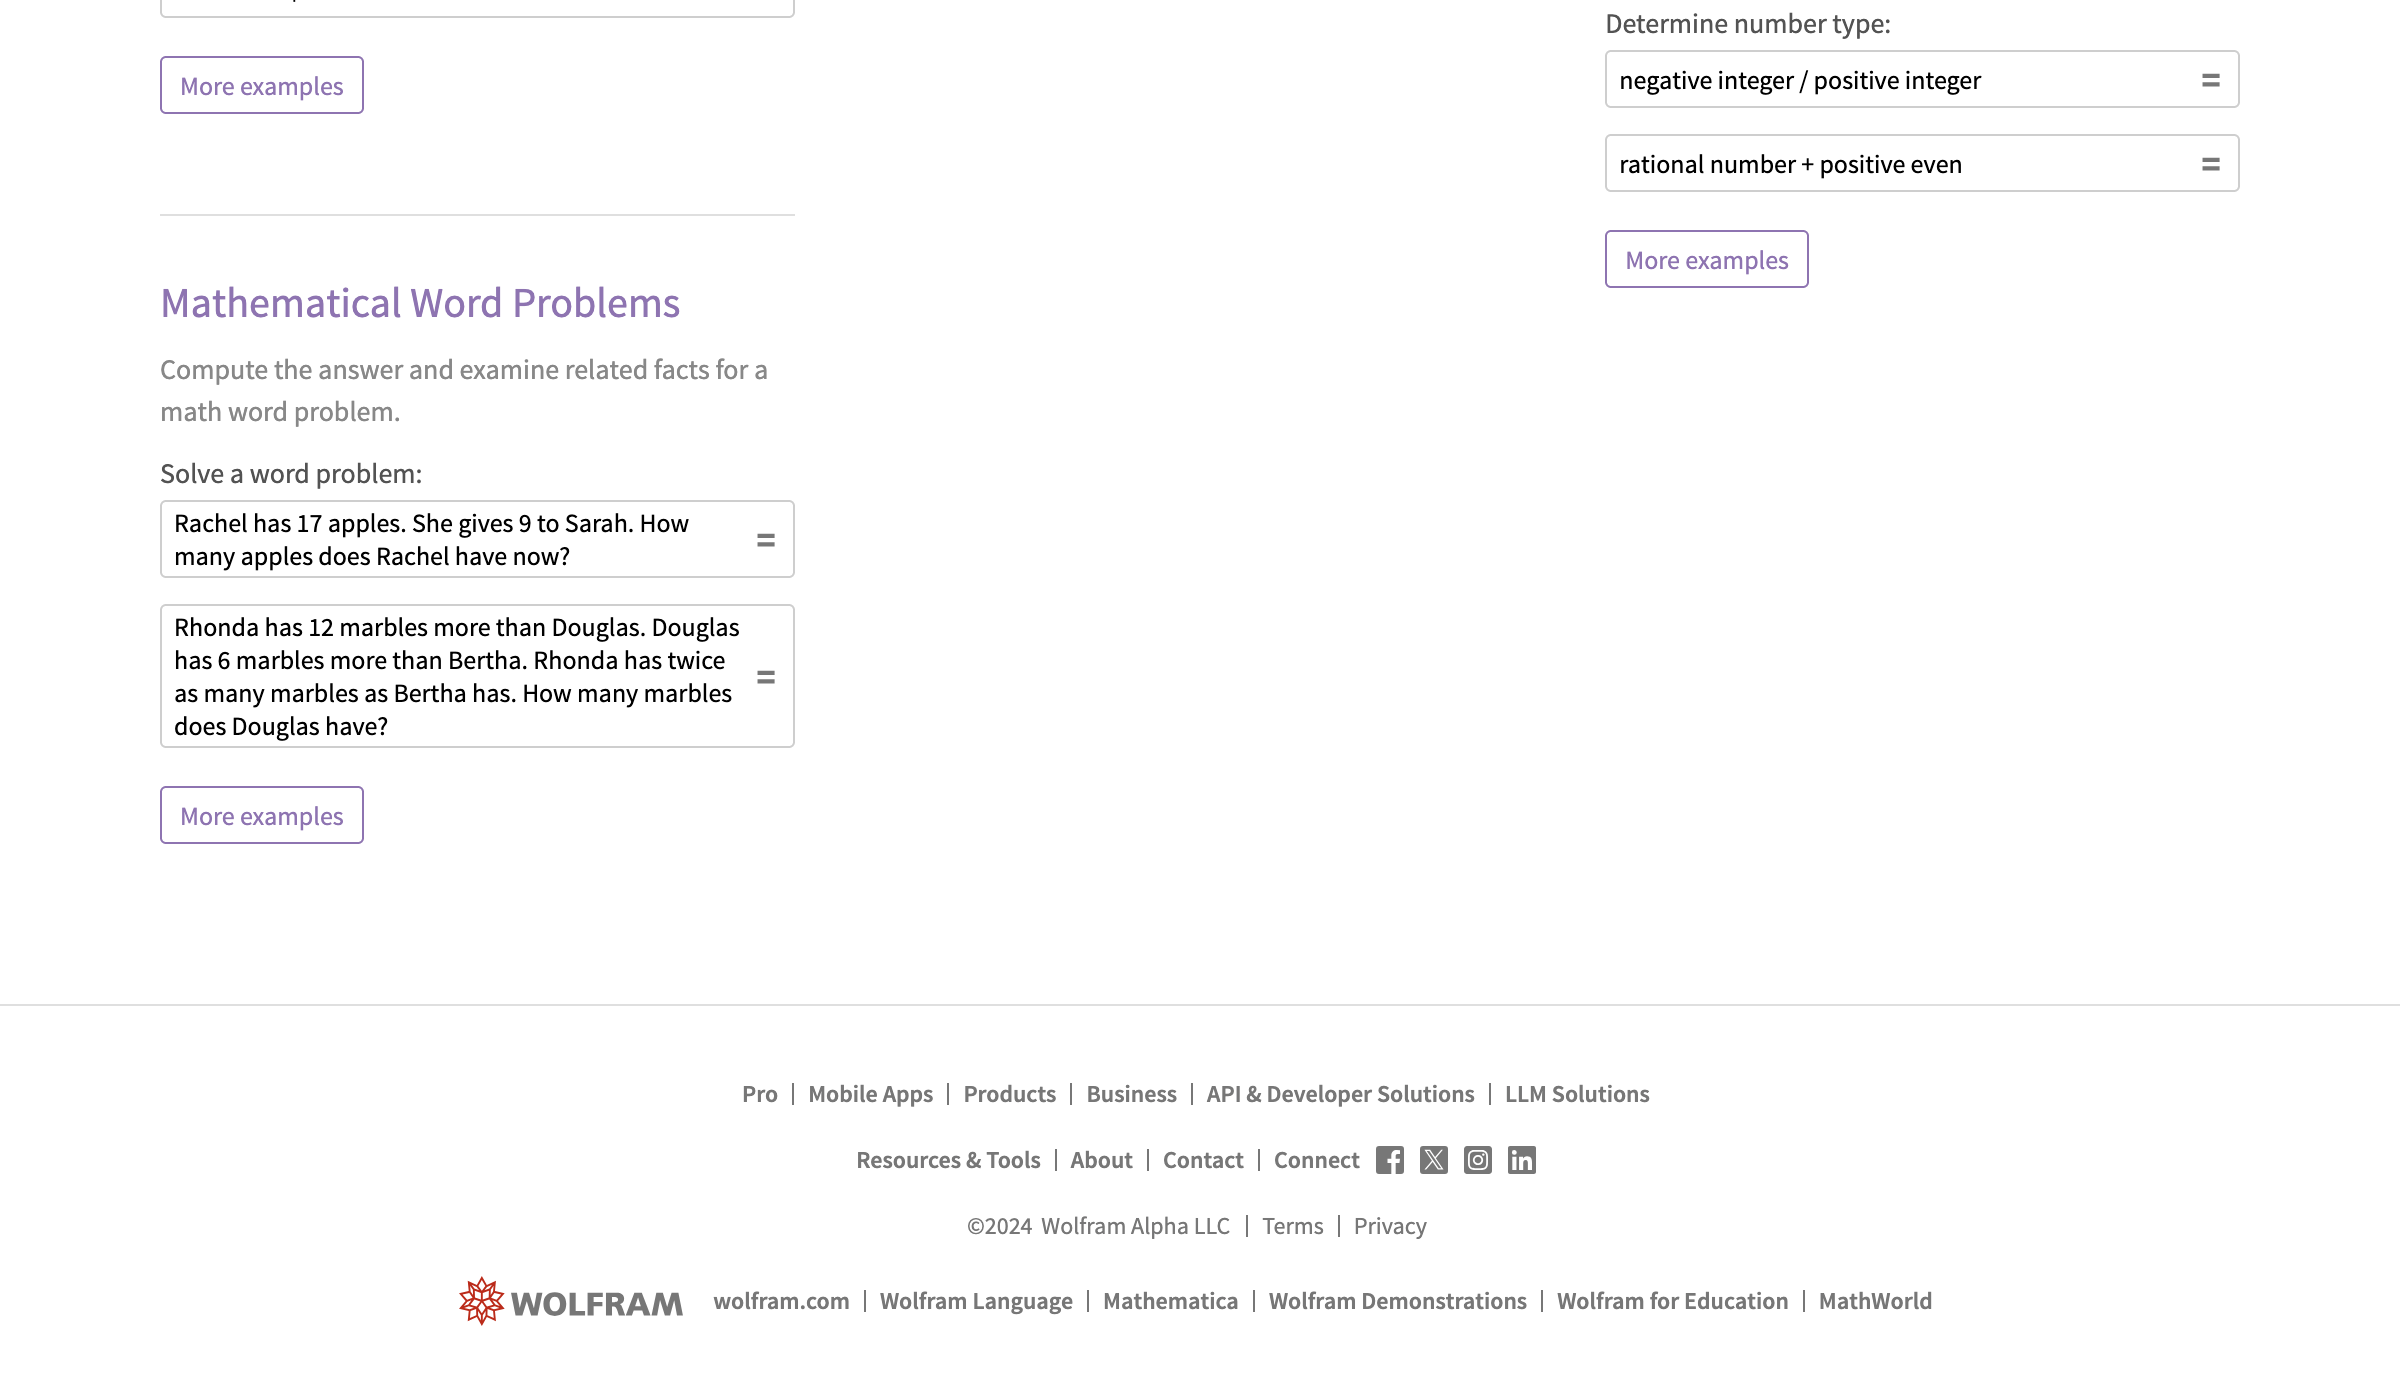 More examples
Mathematical Word Problems
Compute the answer and examine related facts for a
math word problem.
Solve a word problem:
Rachel has 17 apples. She gives 9 to Sarah. How
many apples does Rachel have now?
=
Rhonda has 12 marbles more than Douglas. Douglas
has 6 marbles more than Bertha. Rhonda has twice
as many marbles as Bertha has. How many marbles
does Douglas have?
=
More examples
Determine number type:
negative integer / positive integer =
rational number + positive even =
More examples
Pro | Mobile Apps | Products | Business | API & Developer Solutions | LLM Solutions
Resources & Tools | About | Contact | Connect
©2024 Wolfram Alpha LLC | Terms | Privacy
WOLFRAM wolfram.com | Wolfram Language | Mathematica | Wolfram Demonstrations | Wolfram for Education | MathWorld